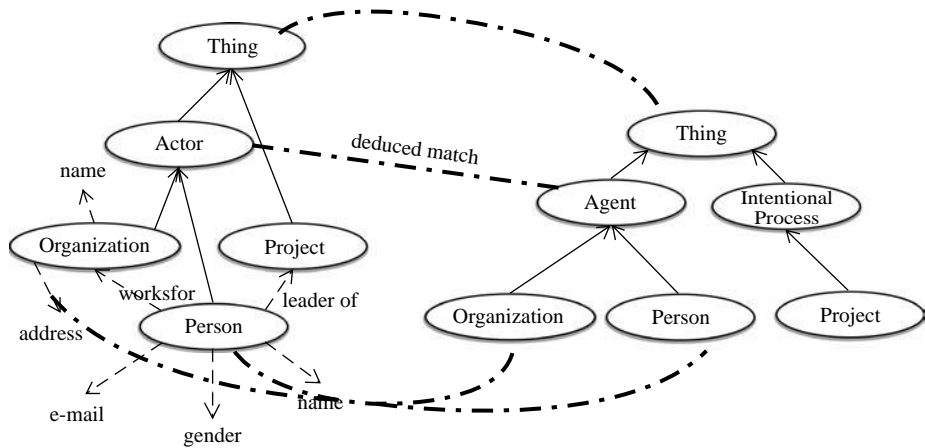 Thing
Thing
Actor
deduced match
name
Agent
Intentional
Process
Organization
Project
worksfor
leader of
address
Person
Organization
Person
Project
e-mail
name
gender